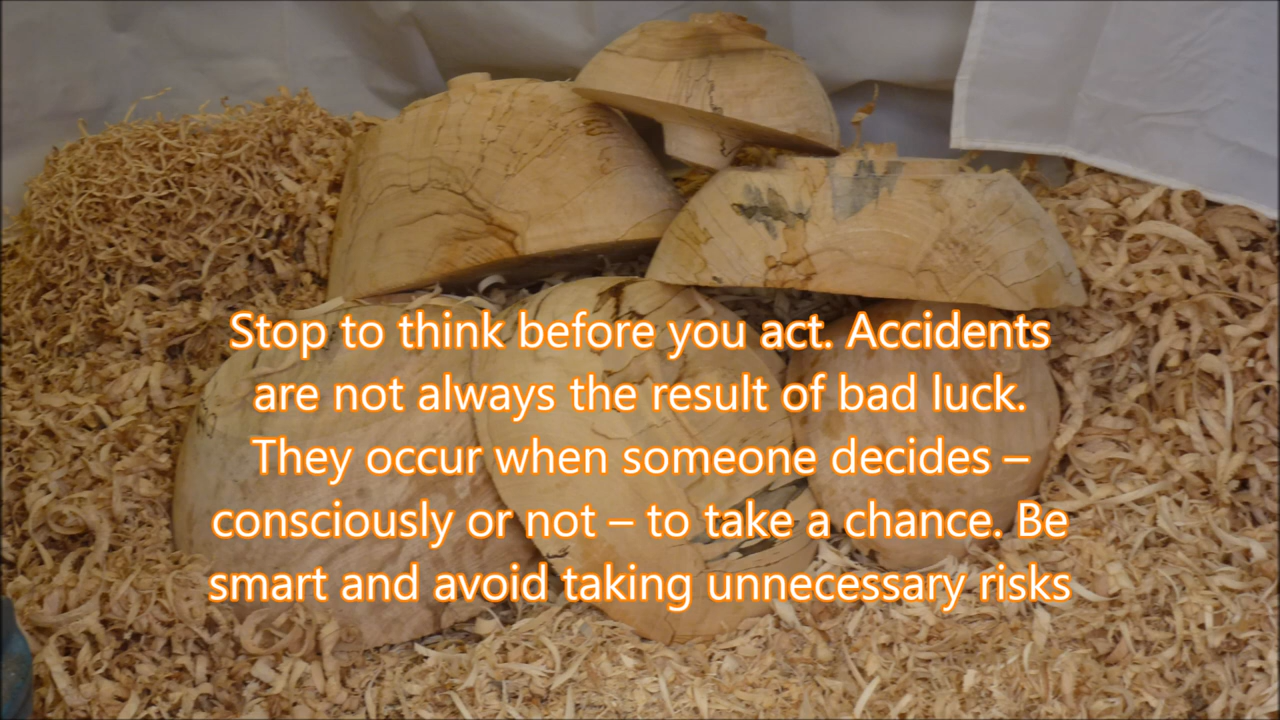 Stop to think before you act. Accidents
are not always the result of bad luck.
They occur when someone decides –
consciously or not – to take a chance. Be
smart and avoid taking unnecessary risks